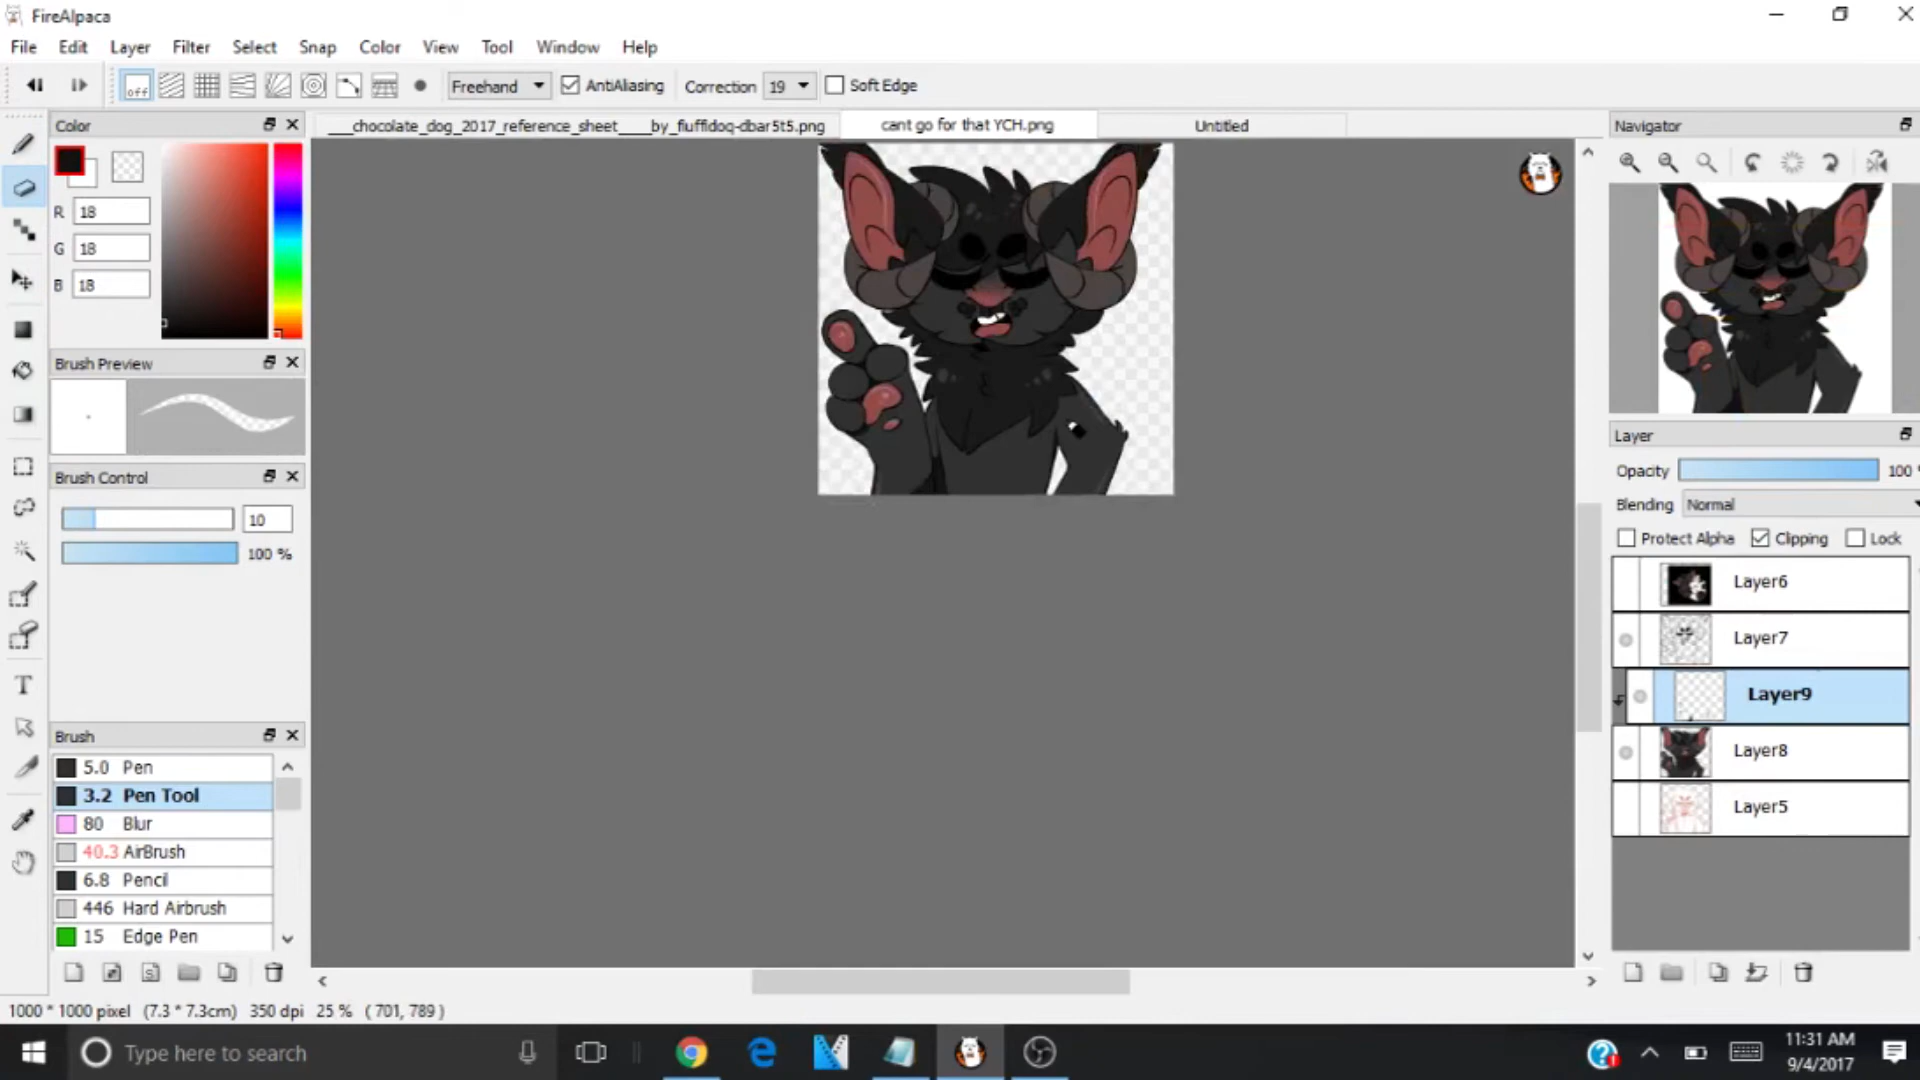 FireAlpaca
File Edit Layer Filter Select Snap Color View Tool Window Help
off Freehand AntiAliasing Correction 19 Soft Edge
Color
___chocolate_dog_2017_reference_sheet____by_fluffidoq-dbar5t5.png
cant go for that YCH.png
Untitled
Navigator
R 18
G 18
B 18
Brush Preview
Brush Control
10
100 %
Brush
5.0 Pen
3.2 Pen Tool
80 Blur
40.3 AirBrush
6.8 Pencil
446 Hard Airbrush
15 Edge Pen
Layer
Opacity 100
Blending Normal
Protect Alpha Clipping Lock
Layer6
Layer7
Layer9
Layer8
Layer5
1000 * 1000 pixel (7.3 * 7.3cm) 350 dpi 25 % ( 701, 789 )
Type here to search
11:31 AM
9/4/2017